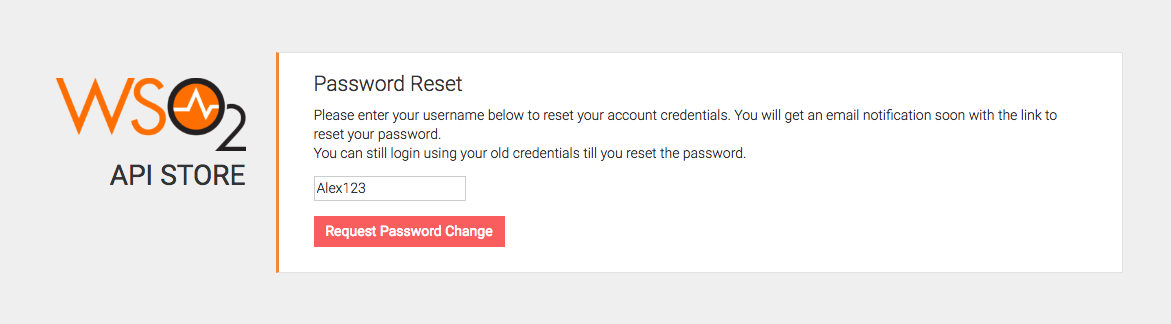 WSO2
API STORE
Password Reset
Please enter your username below to reset your account credentials. You will get an email notification soon with the link to
reset your password.
You can still login using your old credentials till you reset the password.
Alex123
Request Password Change